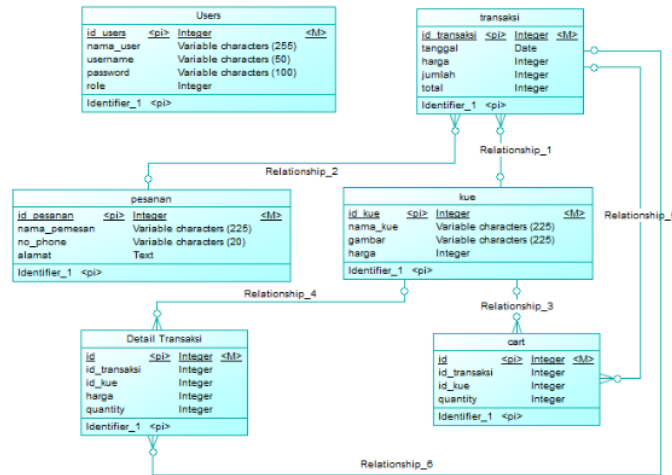 Users
id_users <pi> Integer <M>
nama_user Variable characters (255)
username Variable characters (50)
password Variable characters (100)
role Integer
Identifier_1 <pi>
transaksi
id_transaksi <pi> Integer <M>
tanggal Date
harga Integer
jumlah Integer
total Integer
Identifier_1 <pi>
Relationship_2
Relationship_1
pesanan
id_pesanan <pi> Integer <M>
nama_pemesan Variable characters (225)
no_phone Variable characters (20)
alamat Text
Identifier_1 <pi>
kue
id_kue <pi> Integer <M>
nama_kue Variable characters (225)
gambar Variable characters (225)
harga Integer
Identifier_1 <pi>
Relationship_4
Relationship_3
Detail Transaksi
id <pi> Integer <M>
id_transaksi Integer
id_kue Integer
harga Integer
quantity Integer
Identifier_1 <pi>
cart
id <pi> Integer <M>
id_transaksi Integer
id_kue Integer
quantity Integer
Identifier_1 <pi>
Relationship_6